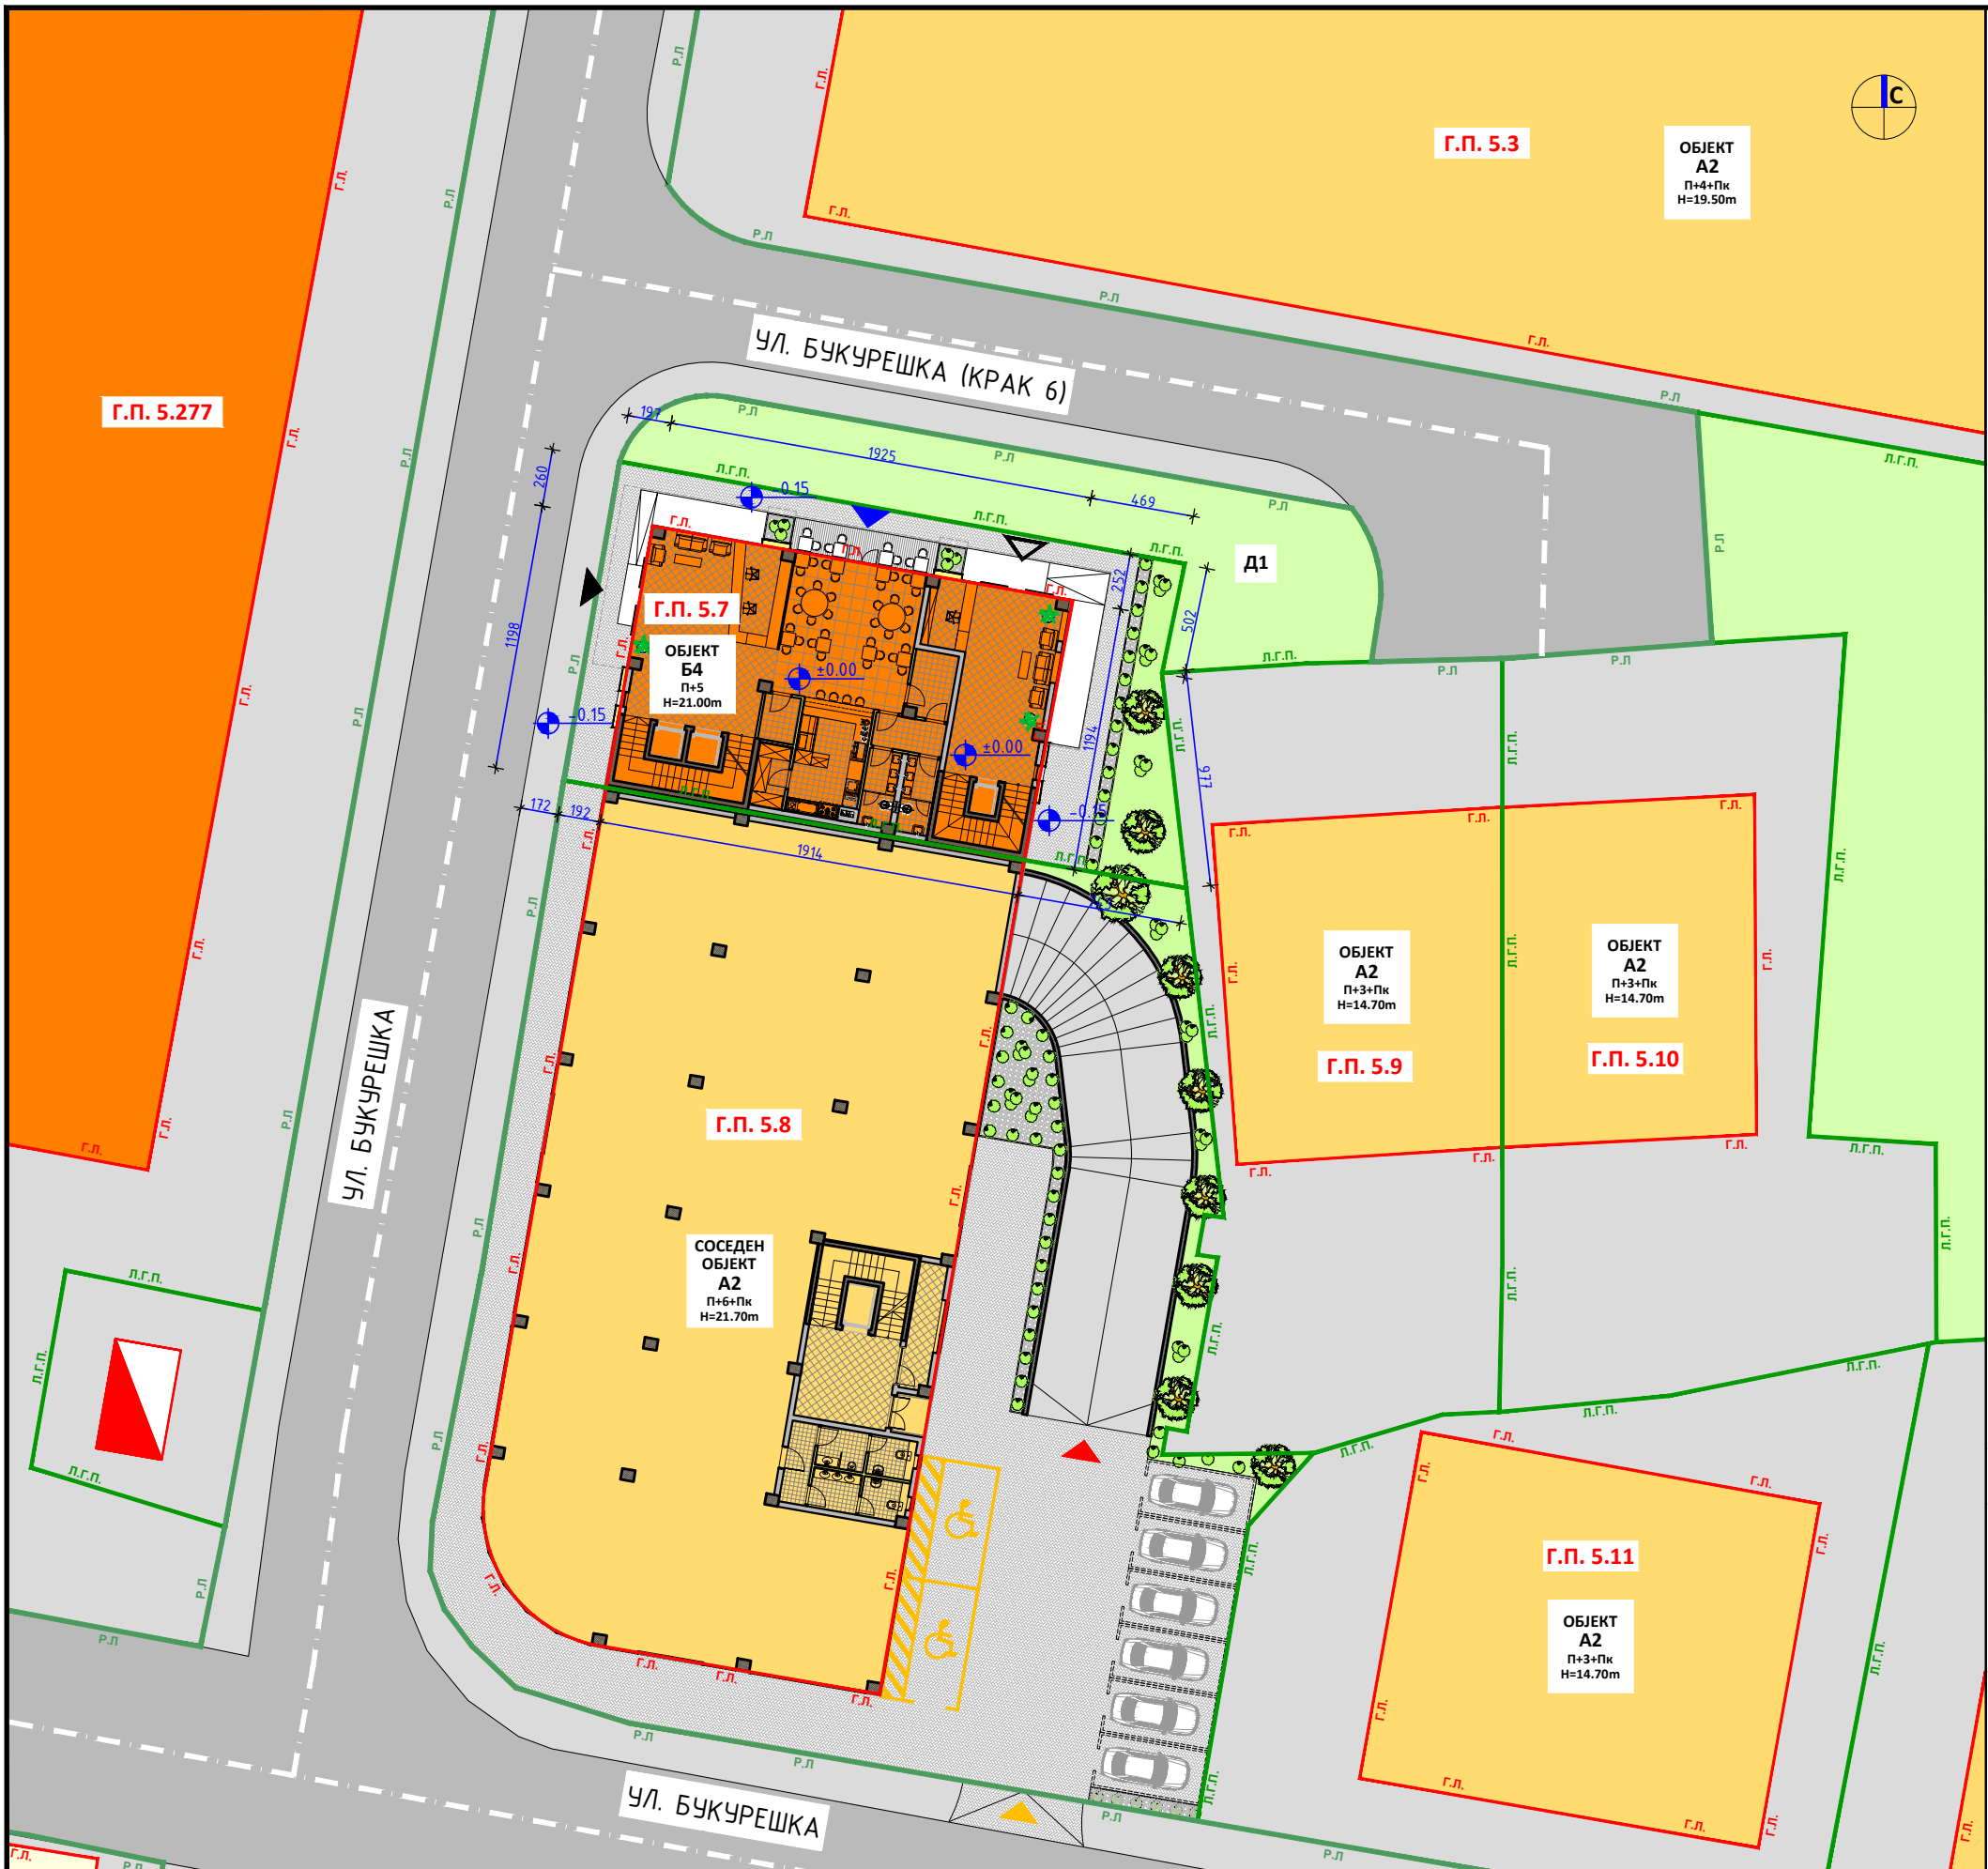 С
Г.П. 5.3
ОБЈЕКТ
А2
П+4+Пк
H=19.50m
Г.П. 5.277
УЛ. БУКУРЕШКА (КРАК 6)
197
1925
469
260
1198
-0.15
Г.П. 5.7
ОБЈЕКТ
Б4
П+5
H=21.00m
±0.00
±0.00
-0.15
-0.15
252
502
1194
977
Д1
172
192
1914
ОБЈЕКТ
А2
П+3+Пк
H=14.70m
Г.П. 5.9
ОБЈЕКТ
А2
П+3+Пк
H=14.70m
Г.П. 5.10
УЛ. БУКУРЕШКА
Г.П. 5.8
СОСЕДЕН
ОБЈЕКТ
А2
П+6+Пк
H=21.70m
Г.П. 5.11
ОБЈЕКТ
А2
П+3+Пк
H=14.70m
УЛ. БУКУРЕШКА
Р.Л
Г.Л.
Л.Г.П.